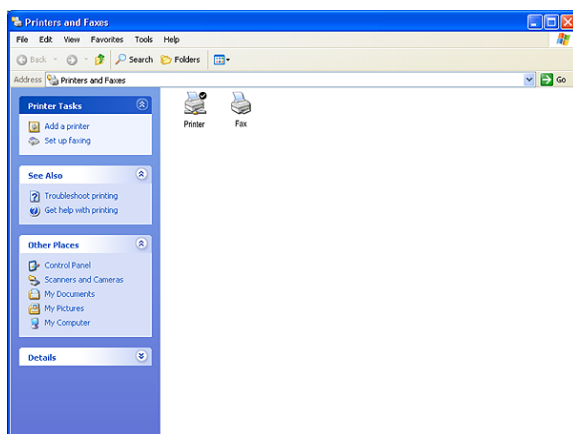 Printers and Faxes
File Edit View Favorites Tools Help
Back Search Folders
Address Printers and Faxes Go
Printer Tasks
Add a printer
Set up faxing
See Also
Troubleshoot printing
Get help with printing
Other Places
Control Panel
Scanners and Cameras
My Documents
My Pictures
My Computer
Details
Printer Fax